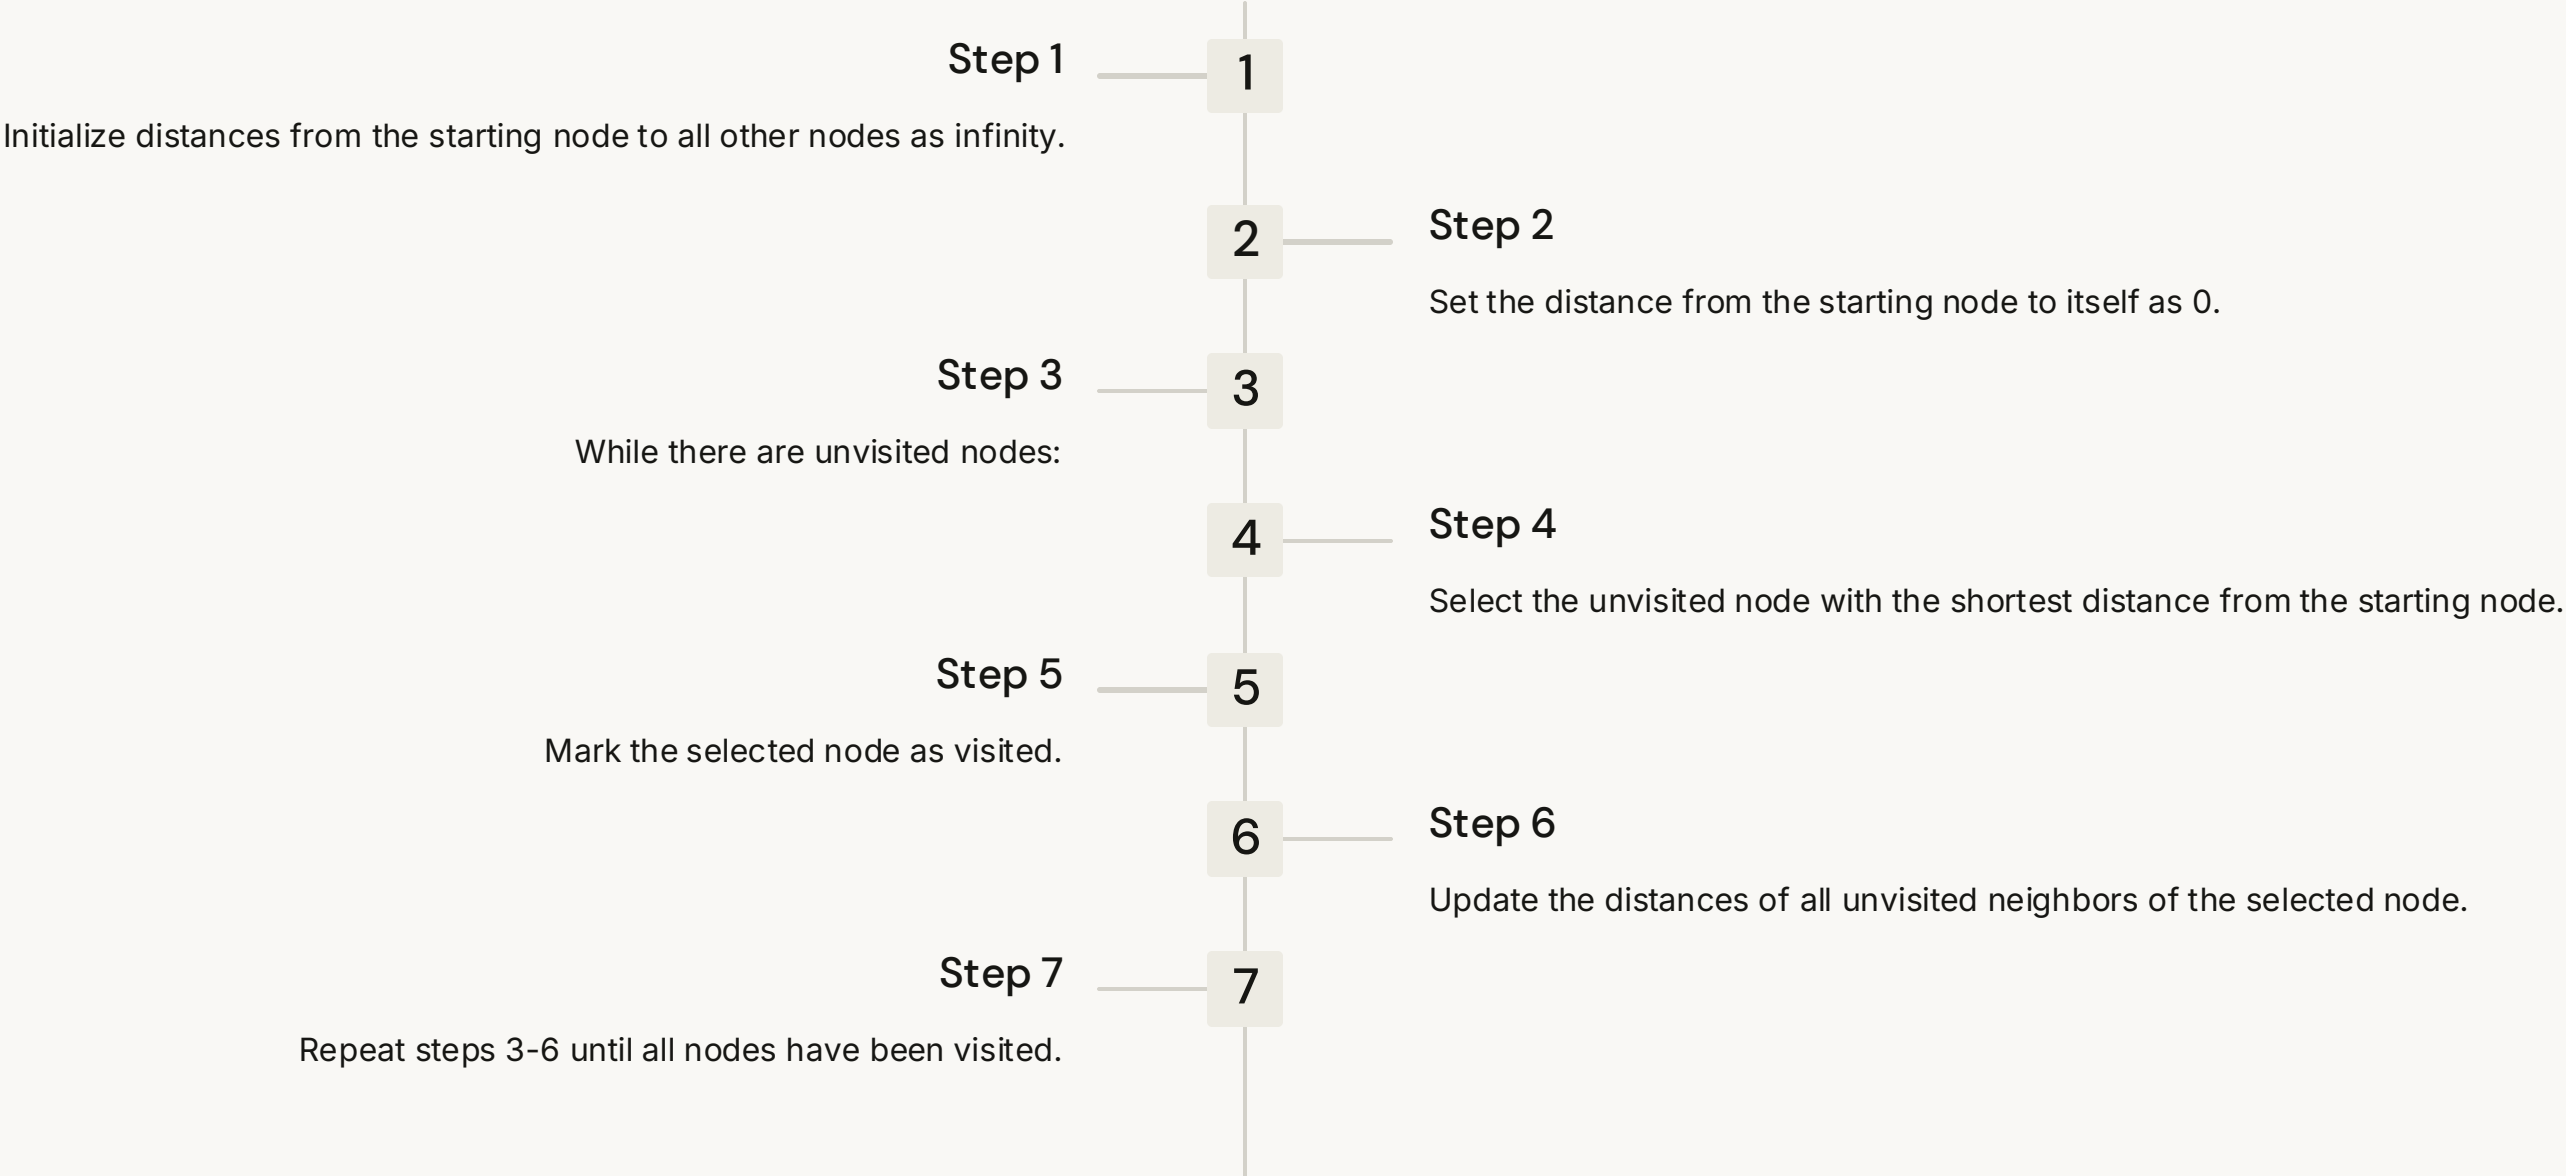 Step 1
1
Initialize distances from the starting node to all other nodes as infinity.
2
Step 2
Set the distance from the starting node to itself as 0.
Step 3
3
While there are unvisited nodes:
4
Step 4
Select the unvisited node with the shortest distance from the starting node.
Step 5
5
Mark the selected node as visited.
6
Step 6
Update the distances of all unvisited neighbors of the selected node.
Step 7
7
Repeat steps 3-6 until all nodes have been visited.